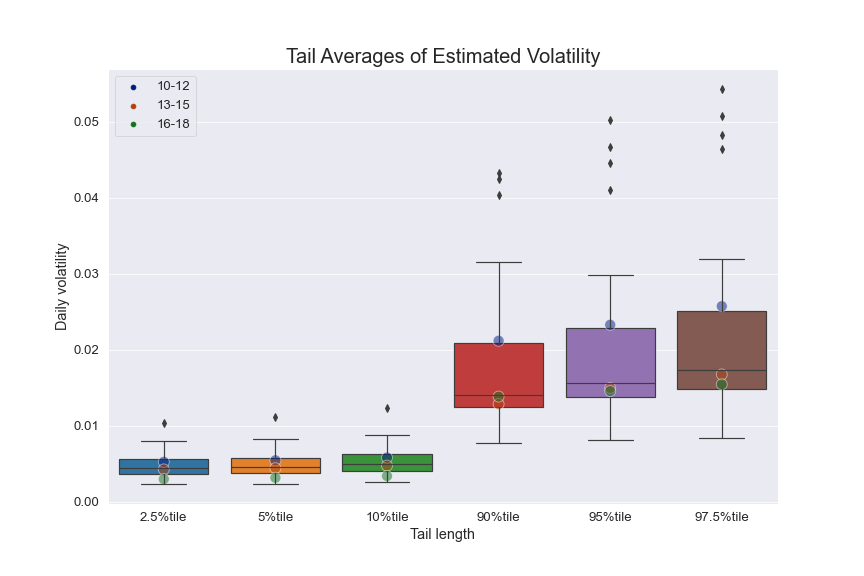 Tail Averages of Estimated Volatility
10-12
13-15
16-18
0.05
0.04
0.03
0.02
0.01
0.00
Daily volatility
2.5%tile 5%tile 10%tile 90%tile 95%tile 97.5%tile
Tail length